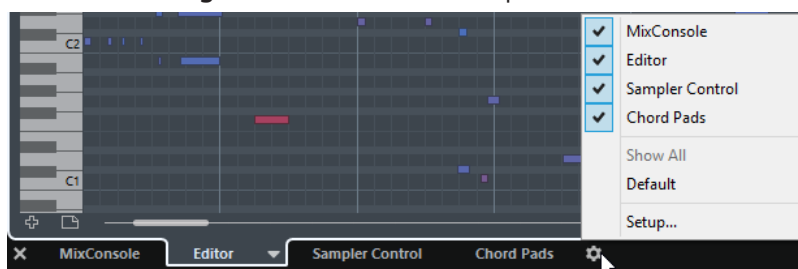 MixConsole
Editor
Sampler Control
Chord Pads
Show All
Default
Setup...
C2
C1
MixConsole Editor Sampler Control Chord Pads